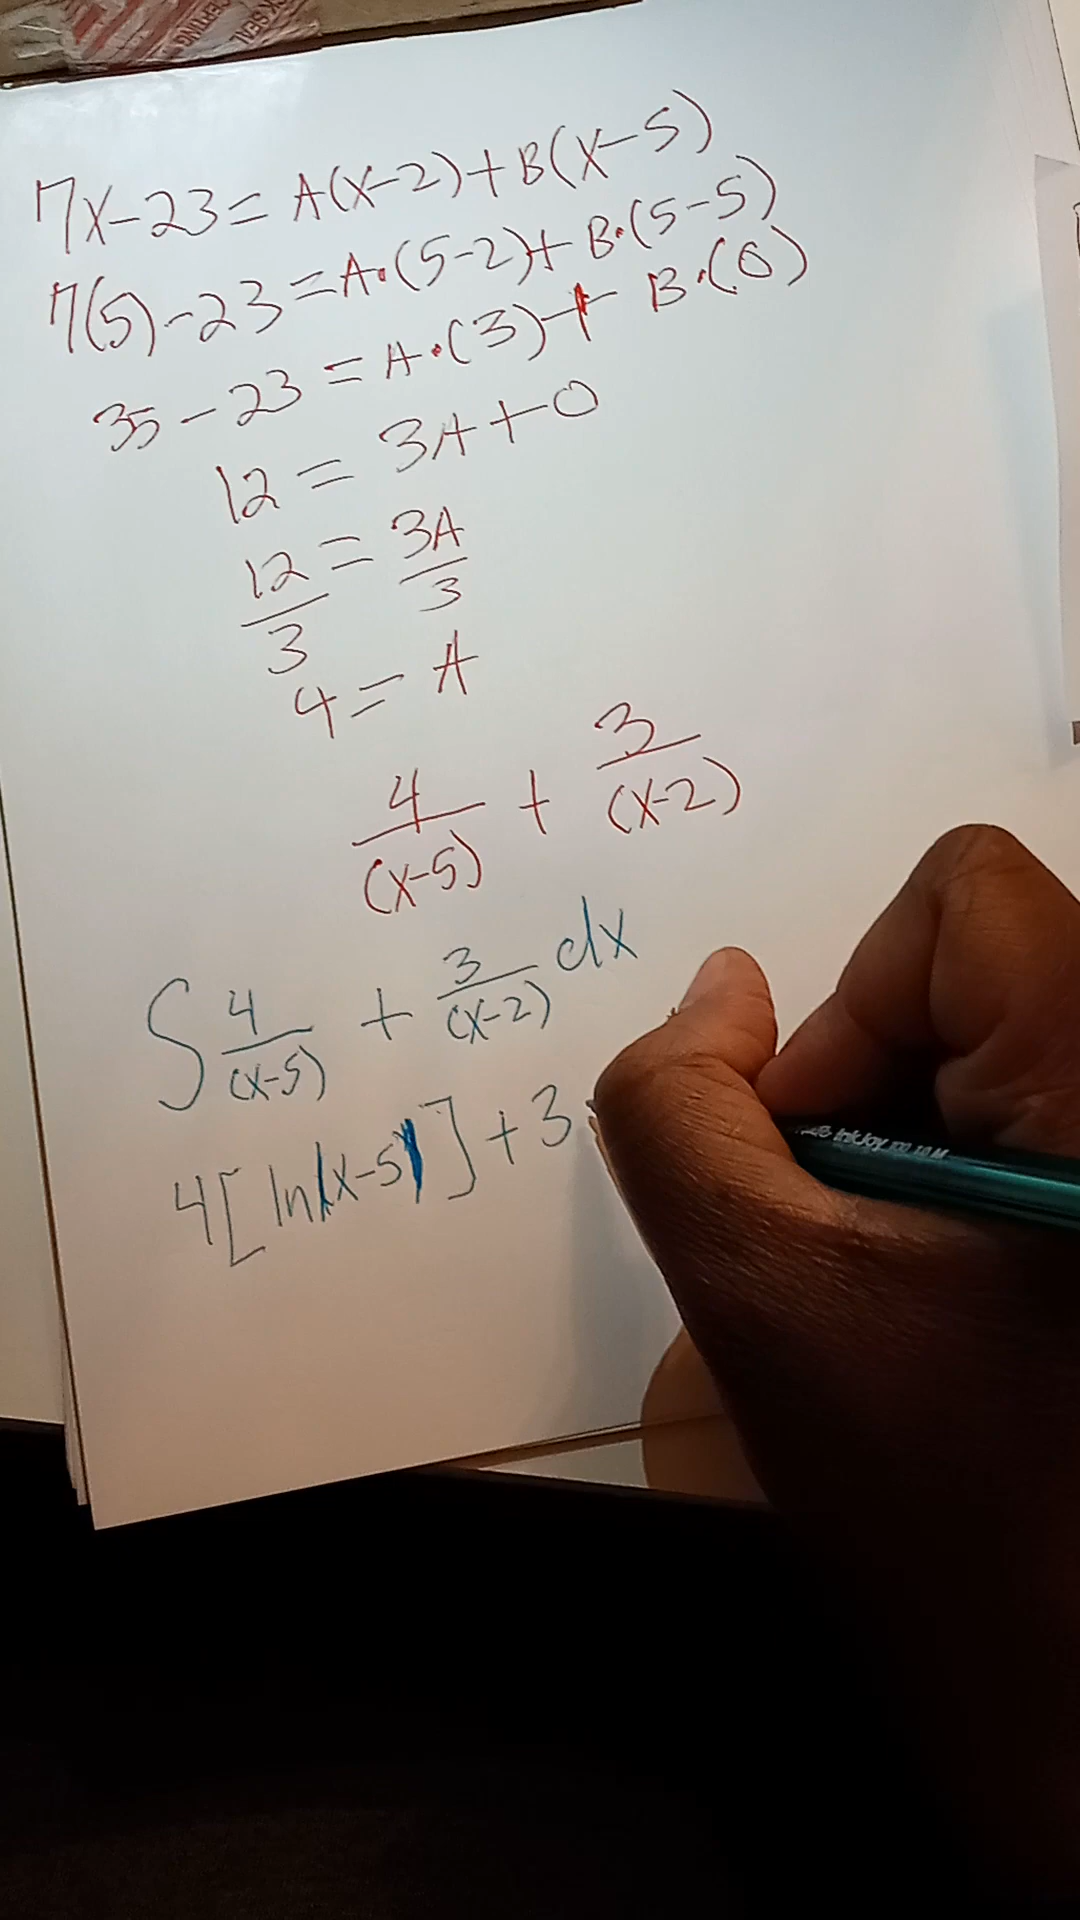 7x-23= A(x-2)+B(x-5)
7(5)-23=A·(5-2)+B·(5-5)
35-23 = A·(3)+ B·(0)
12 = 3A+0
12/3 = 3A/3
4= A
4/(x-5) + 3/(x-2)
∫ 4/(x-5) + 3/(x-2) dx
4[ln|x-5|]+3
InkJoy